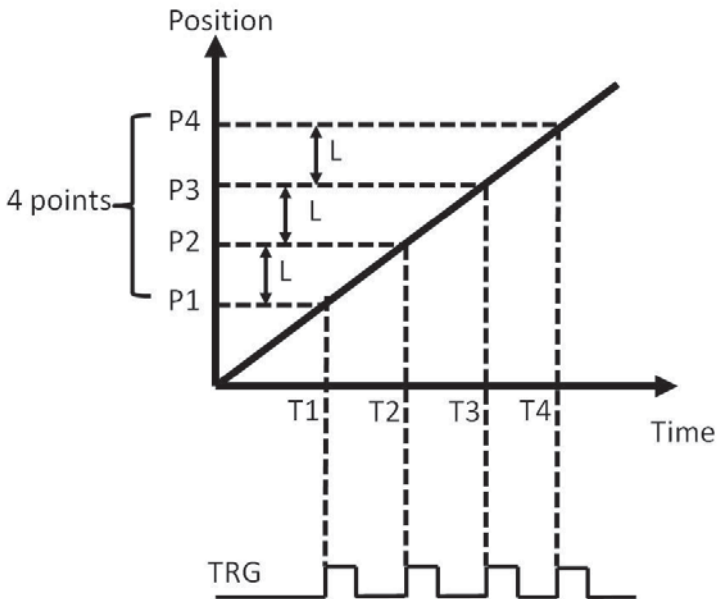 Position
P4
L
P3
4 points
L
P2
L
P1
T1 T2 T3 T4
Time
TRG